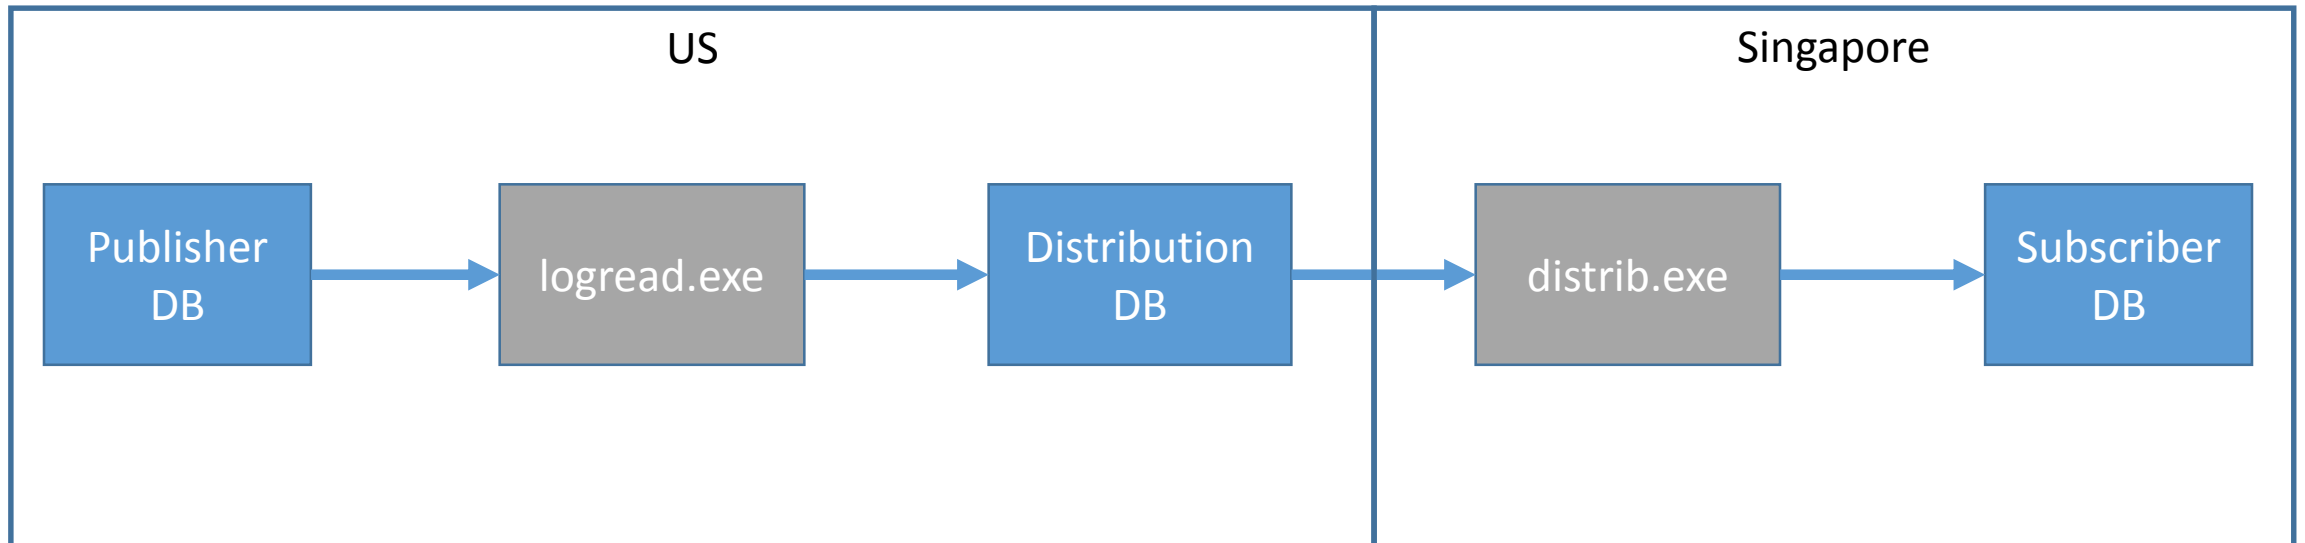 US
Singapore
Publisher
DB
logread.exe
Distribution
DB
distrib.exe
Subscriber
DB